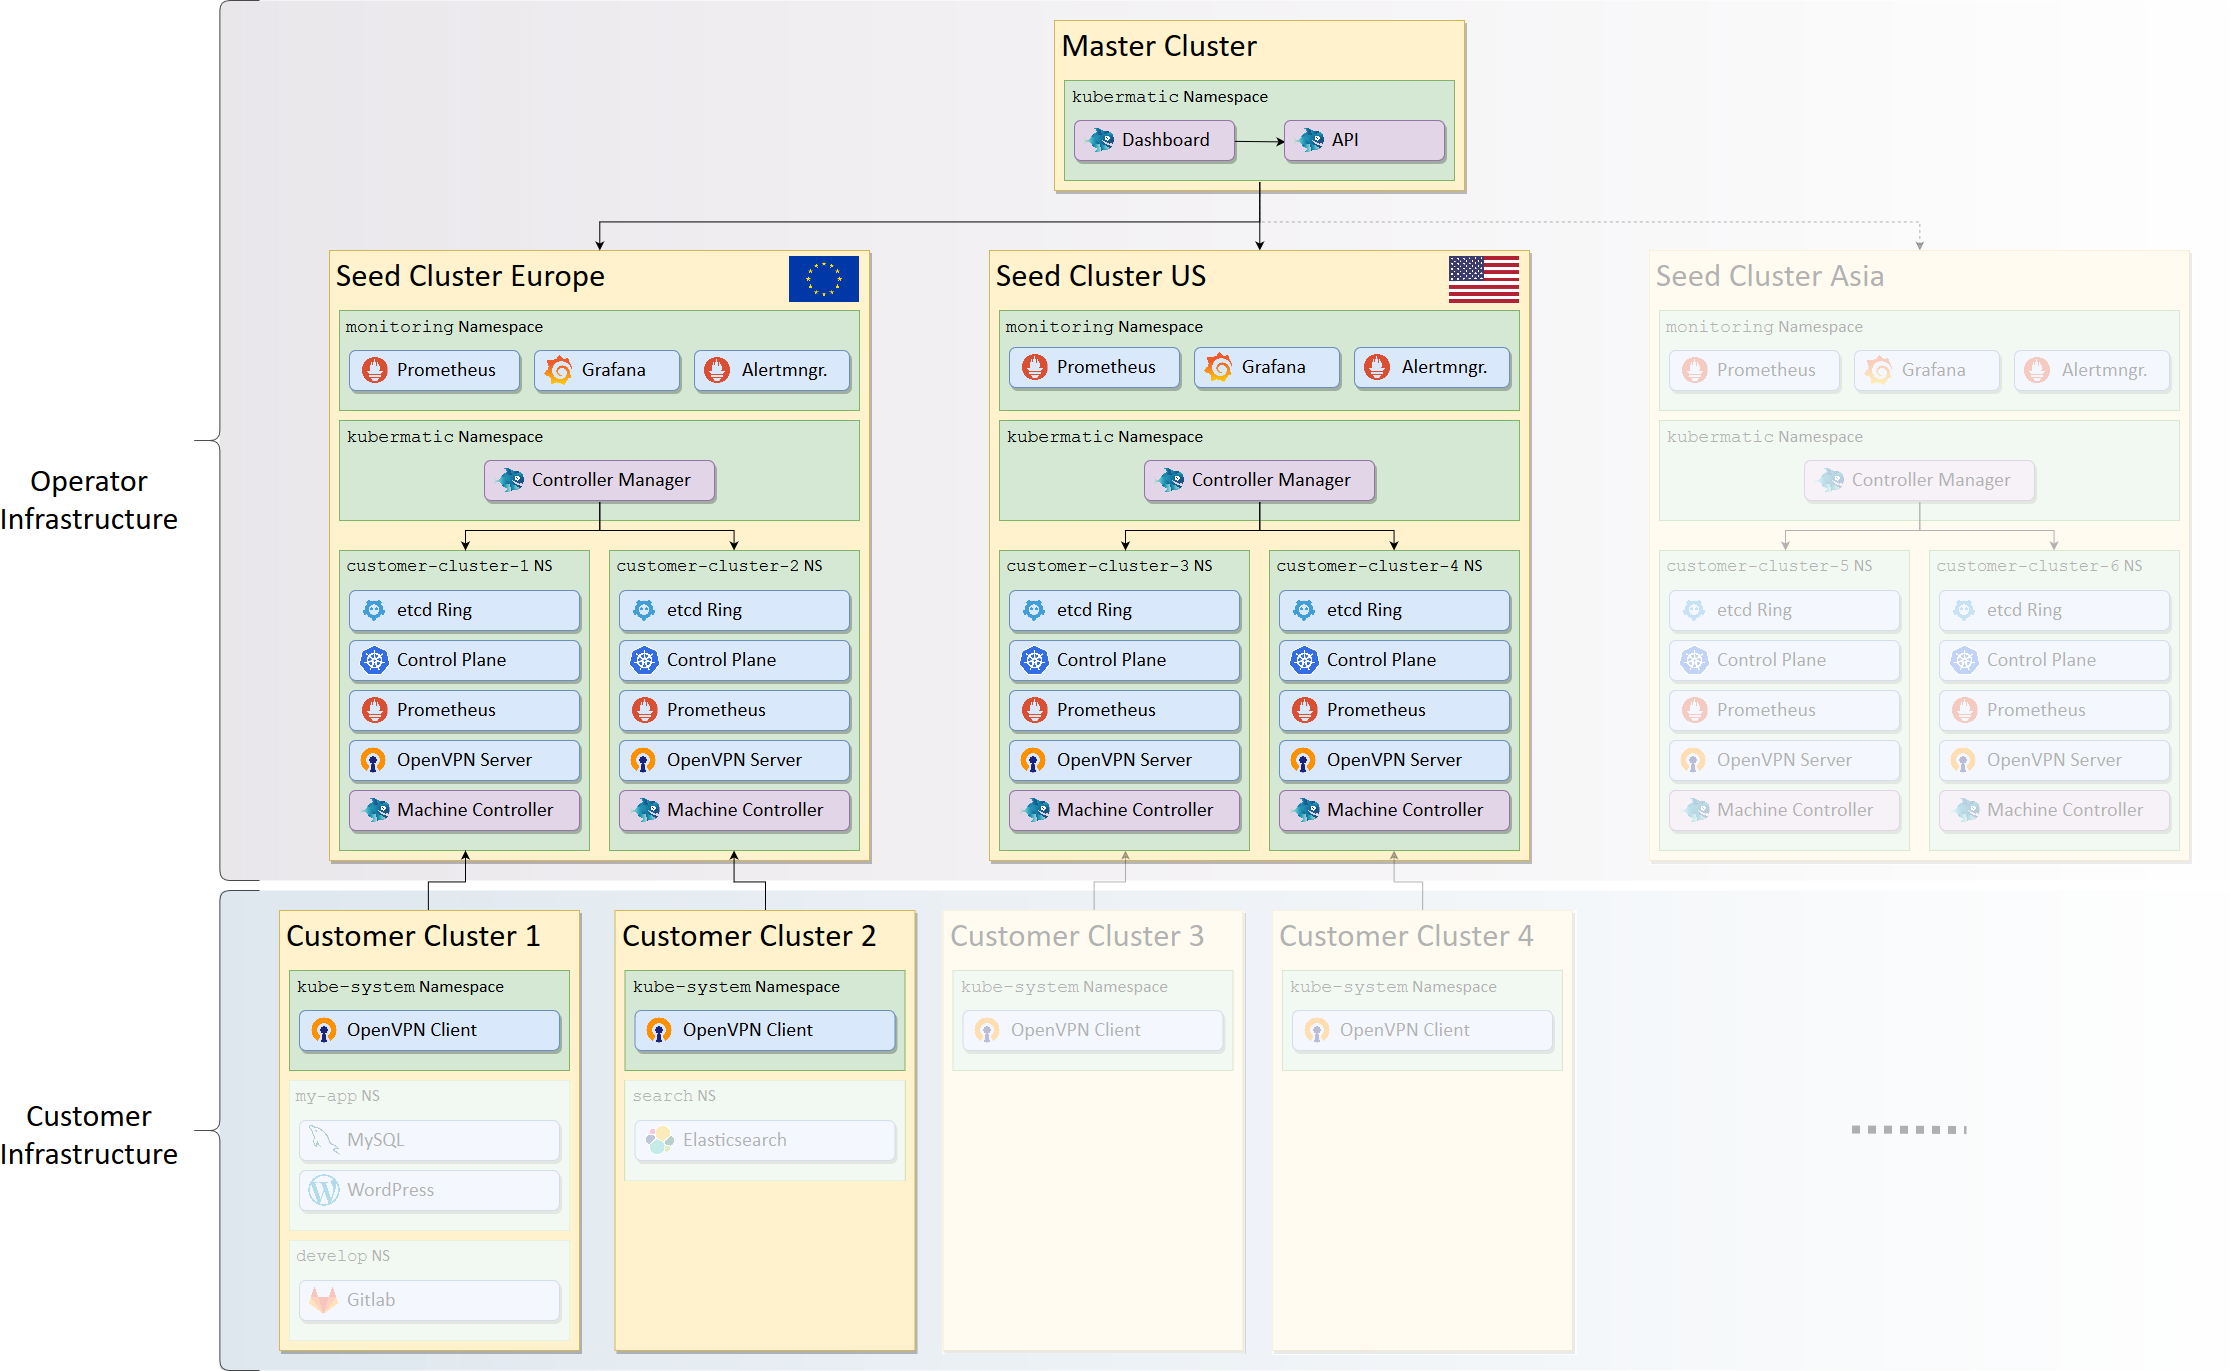 Operator
Infrastructure
Master Cluster
kubermatic Namespace
Dashboard
API
Seed Cluster Europe
monitoring Namespace
Prometheus
Grafana
Alertmngr.
kubermatic Namespace
Controller Manager
customer-cluster-1 NS
etcd Ring
Control Plane
Prometheus
OpenVPN Server
Machine Controller
customer-cluster-2 NS
etcd Ring
Control Plane
Prometheus
OpenVPN Server
Machine Controller
Seed Cluster US
monitoring Namespace
Prometheus
Grafana
Alertmngr.
kubermatic Namespace
Controller Manager
customer-cluster-3 NS
etcd Ring
Control Plane
Prometheus
OpenVPN Server
Machine Controller
customer-cluster-4 NS
etcd Ring
Control Plane
Prometheus
OpenVPN Server
Machine Controller
Seed Cluster Asia
monitoring Namespace
Prometheus
Grafana
Alertmngr.
kubermatic Namespace
Controller Manager
customer-cluster-5 NS
etcd Ring
Control Plane
Prometheus
OpenVPN Server
Machine Controller
customer-cluster-6 NS
etcd Ring
Control Plane
Prometheus
OpenVPN Server
Machine Controller
Customer
Infrastructure
Customer Cluster 1
kube-system Namespace
OpenVPN Client
my-app NS
MySQL
WordPress
develop NS
Gitlab
Customer Cluster 2
kube-system Namespace
OpenVPN Client
search NS
Elasticsearch
Customer Cluster 3
kube-system Namespace
OpenVPN Client
Customer Cluster 4
kube-system Namespace
OpenVPN Client